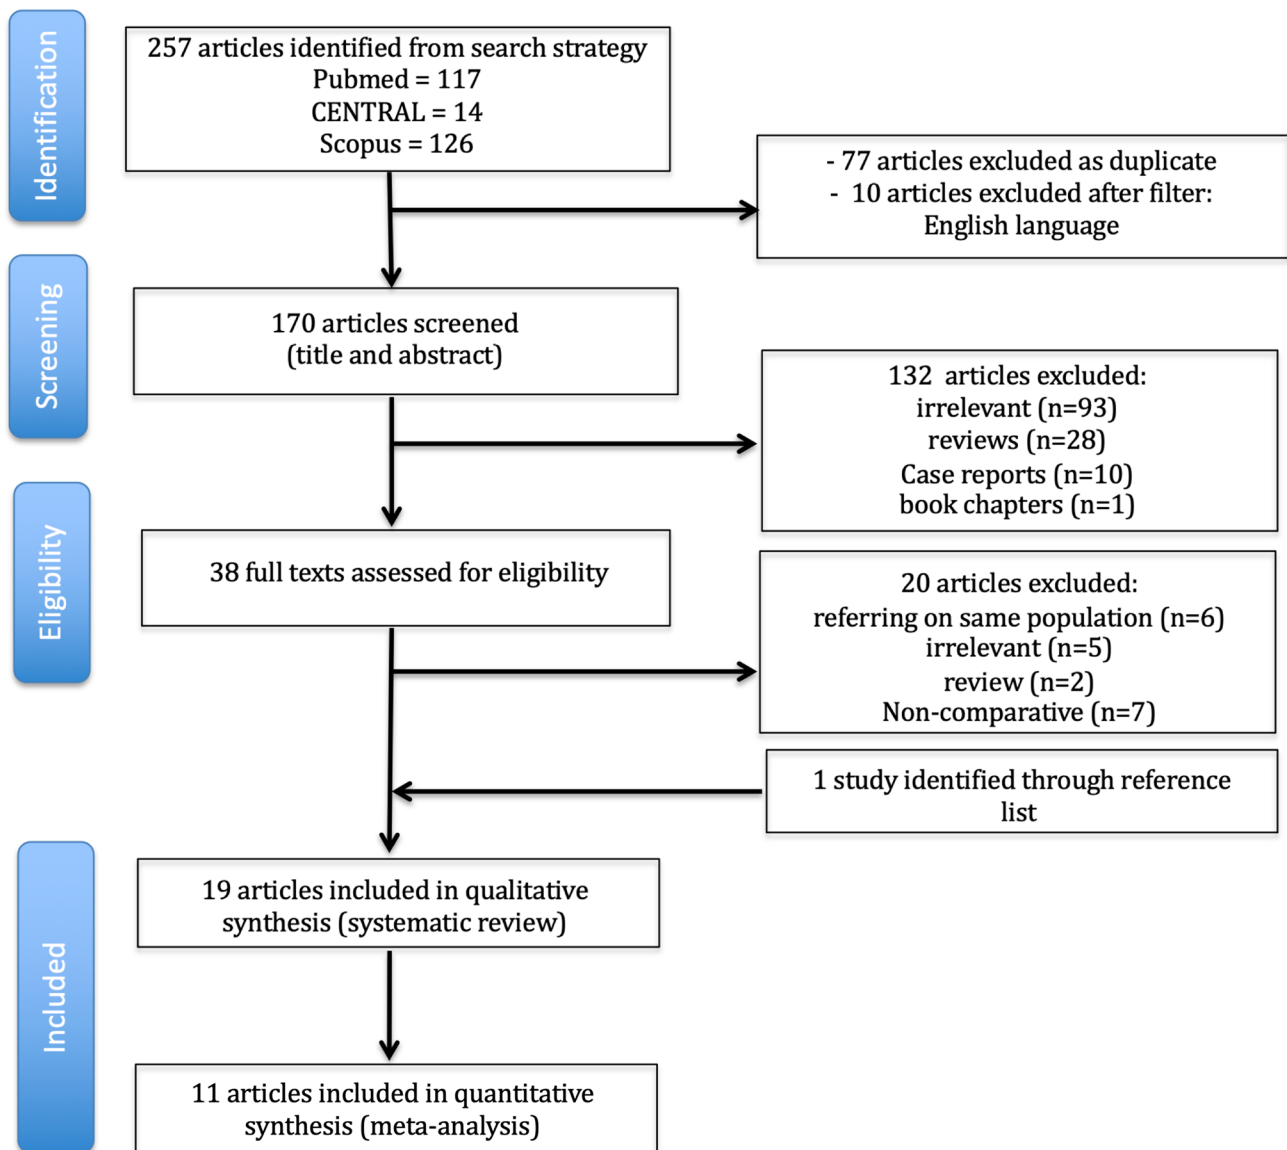 Identification
257 articles identified from search strategy
Pubmed = 117
CENTRAL = 14
Scopus = 126
- 77 articles excluded as duplicate
- 10 articles excluded after filter:
English language
Screening
170 articles screened
(title and abstract)
132 articles excluded:
irrelevant (n=93)
reviews (n=28)
Case reports (n=10)
book chapters (n=1)
Eligibility
38 full texts assessed for eligibility
20 articles excluded:
referring on same population (n=6)
irrelevant (n=5)
review (n=2)
Non-comparative (n=7)
1 study identified through reference
list
Included
19 articles included in qualitative
synthesis (systematic review)
11 articles included in quantitative
synthesis (meta-analysis)